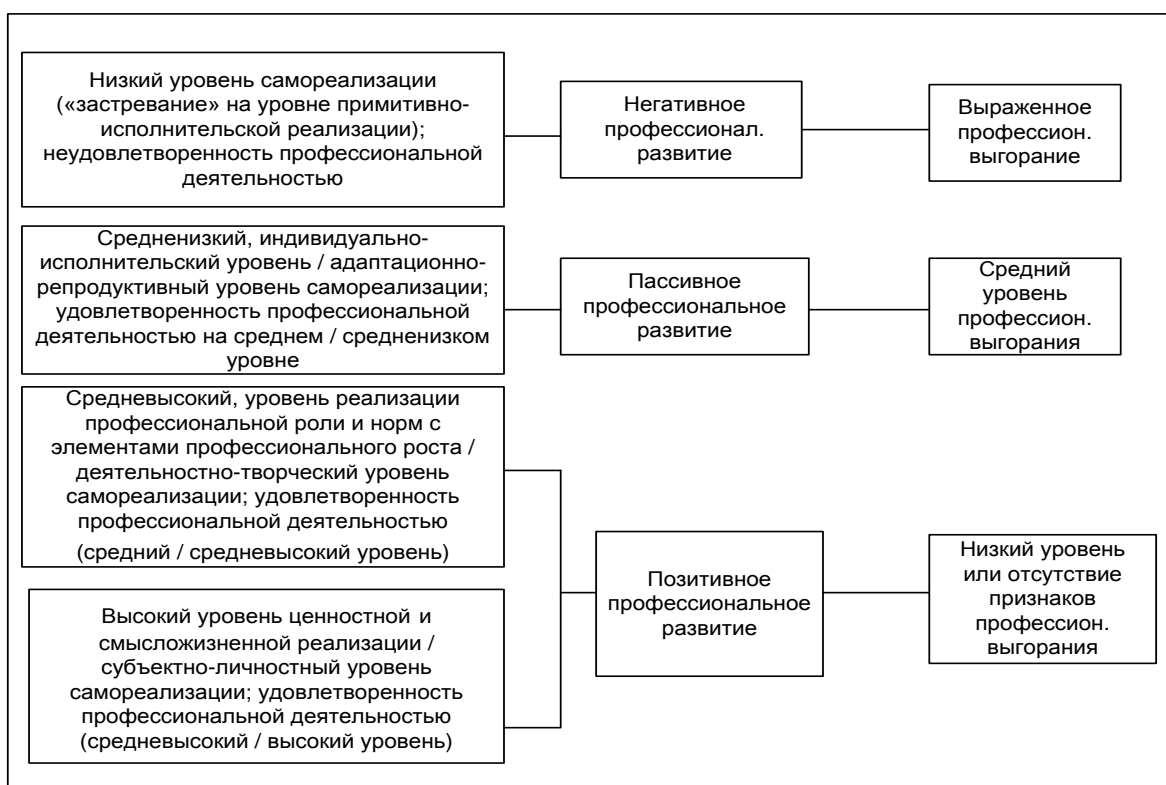 Низкий уровень самореализации
(«застревание» на уровне примитивно-
исполнительской реализации);
неудовлетворенность профессиональной
деятельностью
Негативное
профессионал.
развитие
Выраженное
профессион.
выгорание
Средненизкий, индивидуально-
исполнительский уровень / адаптационно-
репродуктивный уровень самореализации;
удовлетворенность профессиональной
деятельностью на среднем / средненизком
уровне
Пассивное
профессиональное
развитие
Средний
уровень
профессион.
выгорания
Средневысокий, уровень реализации
профессиональной роли и норм с
элементами профессионального роста /
деятельностно-творческий уровень
самореализации; удовлетворенность
профессиональной деятельностью
(средний / средневысокий уровень)
Высокий уровень ценностной и
смысложизненной реализации /
субъектно-личностный уровень
самореализации; удовлетворенность
профессиональной деятельностью
(средневысокий / высокий уровень)
Позитивное
профессиональное
развитие
Низкий уровень
или отсутствие
признаков
профессион.
выгорания